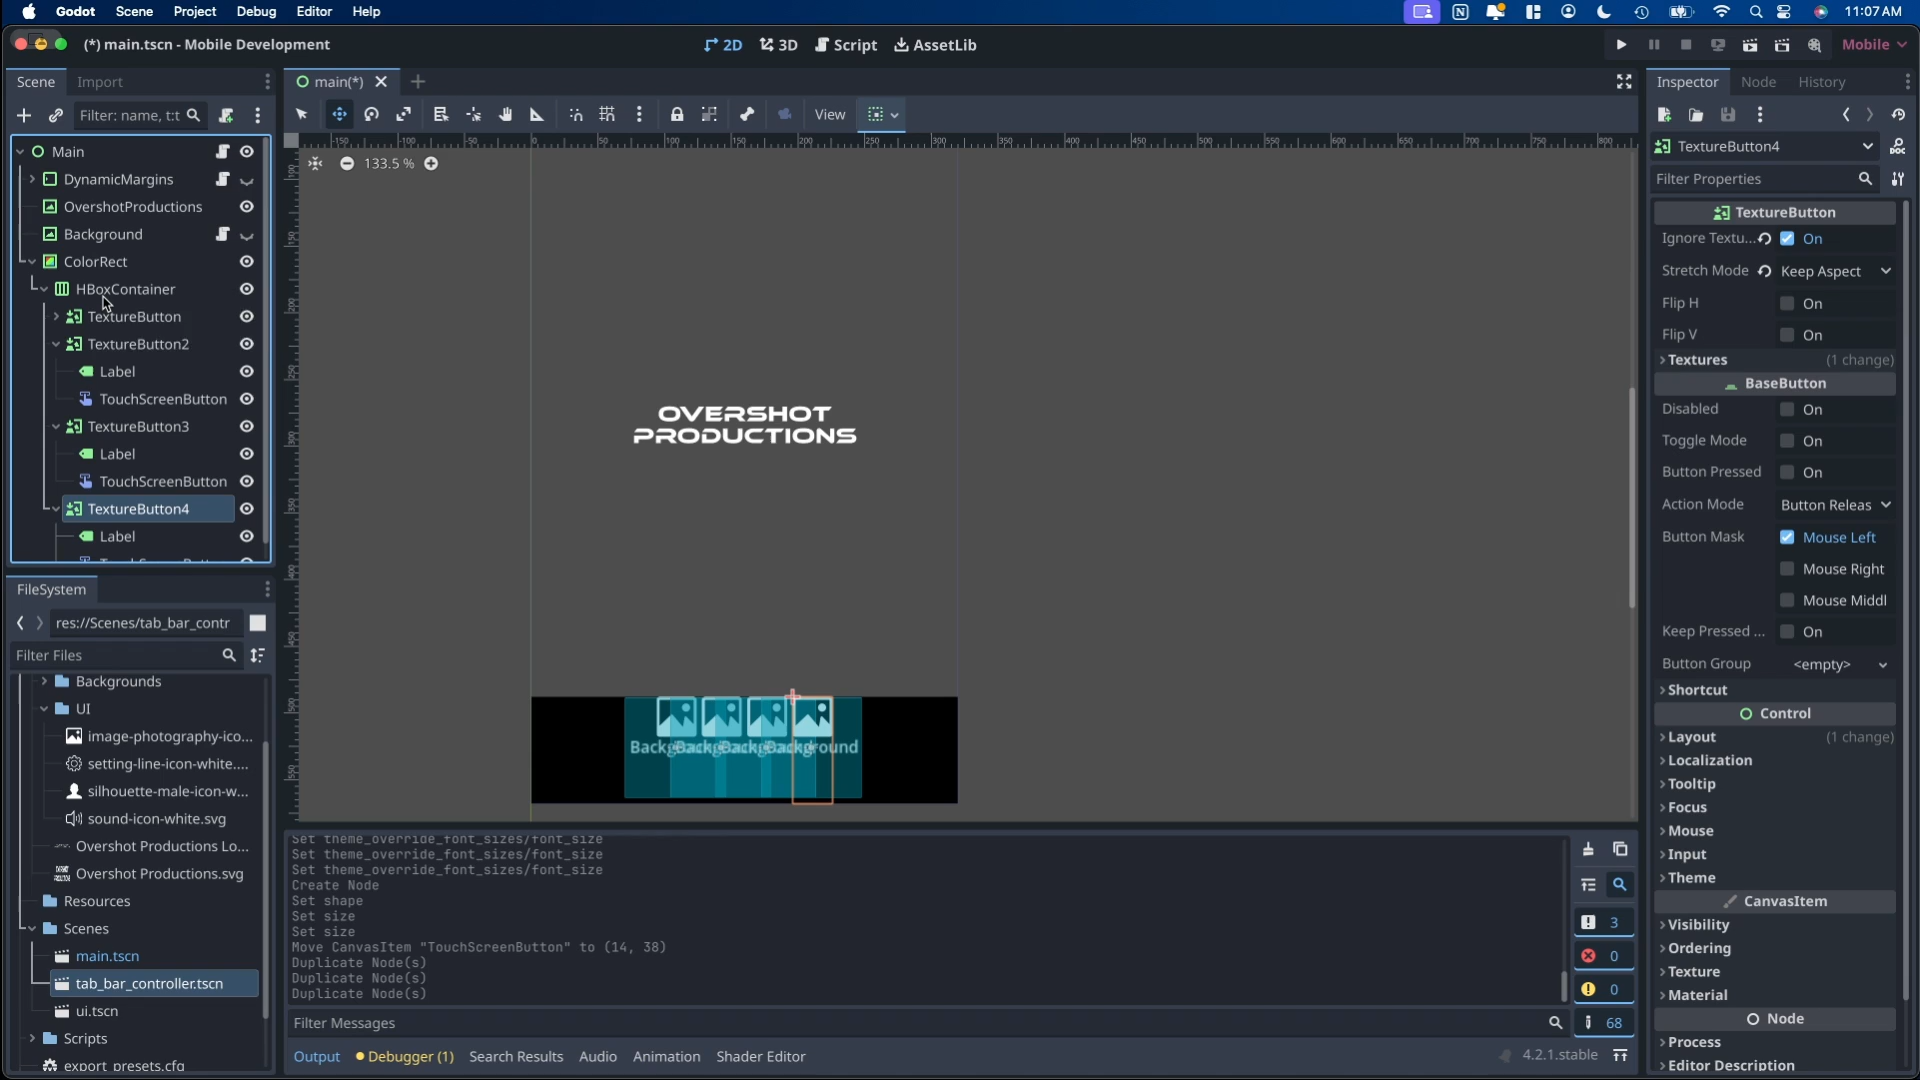 Godot Scene Project Debug Editor Help 11:07 AM
(*) main.tscn - Mobile Development
2D 3D Script AssetLib
Mobile
Scene Import
main(*)
Inspector Node History
Filter: name, t:t
View
133.5 %
TextureButton4
Filter Properties
Main
DynamicMargins
OvershotProductions
Background
ColorRect
HBoxContainer
TextureButton
TextureButton2
Label
TouchScreenButton
TextureButton3
Label
TouchScreenButton
TextureButton4
Label
OVERSHOT
PRODUCTIONS
Background
TextureButton
Ignore Textu... On
Stretch Mode Keep Aspect
Flip H On
Flip V On
Textures (1 change)
BaseButton
Disabled On
Toggle Mode On
Button Pressed On
Action Mode Button Releas
Button Mask Mouse Left
Mouse Right
Mouse Middl
Keep Pressed ... On
Button Group <empty>
Shortcut
Control
Layout (1 change)
Localization
Tooltip
Focus
Mouse
Input
Theme
CanvasItem
Visibility
Ordering
Texture
Material
Node
Process
Editor Description
FileSystem
res://Scenes/tab_bar_contr
Filter Files
Backgrounds
UI
image-photography-ico...
setting-line-icon-white....
silhouette-male-icon-w...
sound-icon-white.svg
Overshot Productions Lo...
Overshot Productions.svg
Resources
Scenes
main.tscn
tab_bar_controller.tscn
ui.tscn
Scripts
export_presets.cfg
Set theme_override_font_sizes/font_size
Set theme_override_font_sizes/font_size
Set theme_override_font_sizes/font_size
Create Node
Set shape
Set size
Set size
Move CanvasItem "TouchScreenButton" to (14, 38)
Duplicate Node(s)
Duplicate Node(s)
Duplicate Node(s)
3
0
0
68
Filter Messages
Output Debugger (1) Search Results Audio Animation Shader Editor
4.2.1.stable